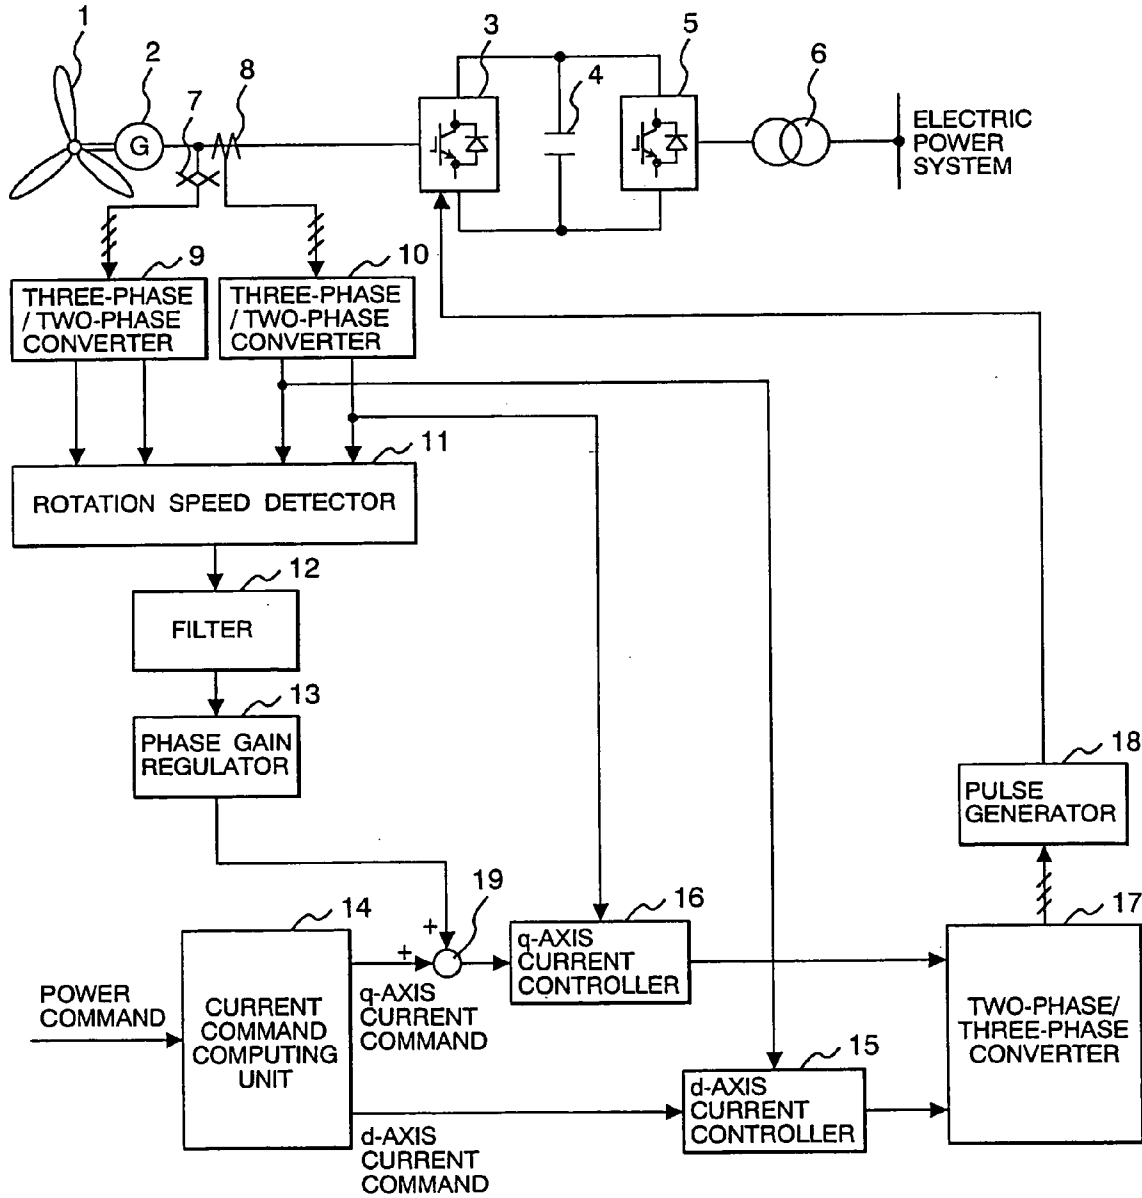 1
2
7
8
3
4
5
6
G
ELECTRIC
POWER
SYSTEM
9
10
THREE-PHASE
/ TWO-PHASE
CONVERTER
THREE-PHASE
/ TWO-PHASE
CONVERTER
11
ROTATION SPEED DETECTOR
12
FILTER
13
PHASE GAIN
REGULATOR
18
PULSE
GENERATOR
14
CURRENT
COMMAND
COMPUTING
UNIT
POWER
COMMAND
+
+
19
q-AXIS
CURRENT
COMMAND
16
q-AXIS
CURRENT
CONTROLLER
17
TWO-PHASE/
THREE-PHASE
CONVERTER
15
d-AXIS
CURRENT
CONTROLLER
d-AXIS
CURRENT
COMMAND